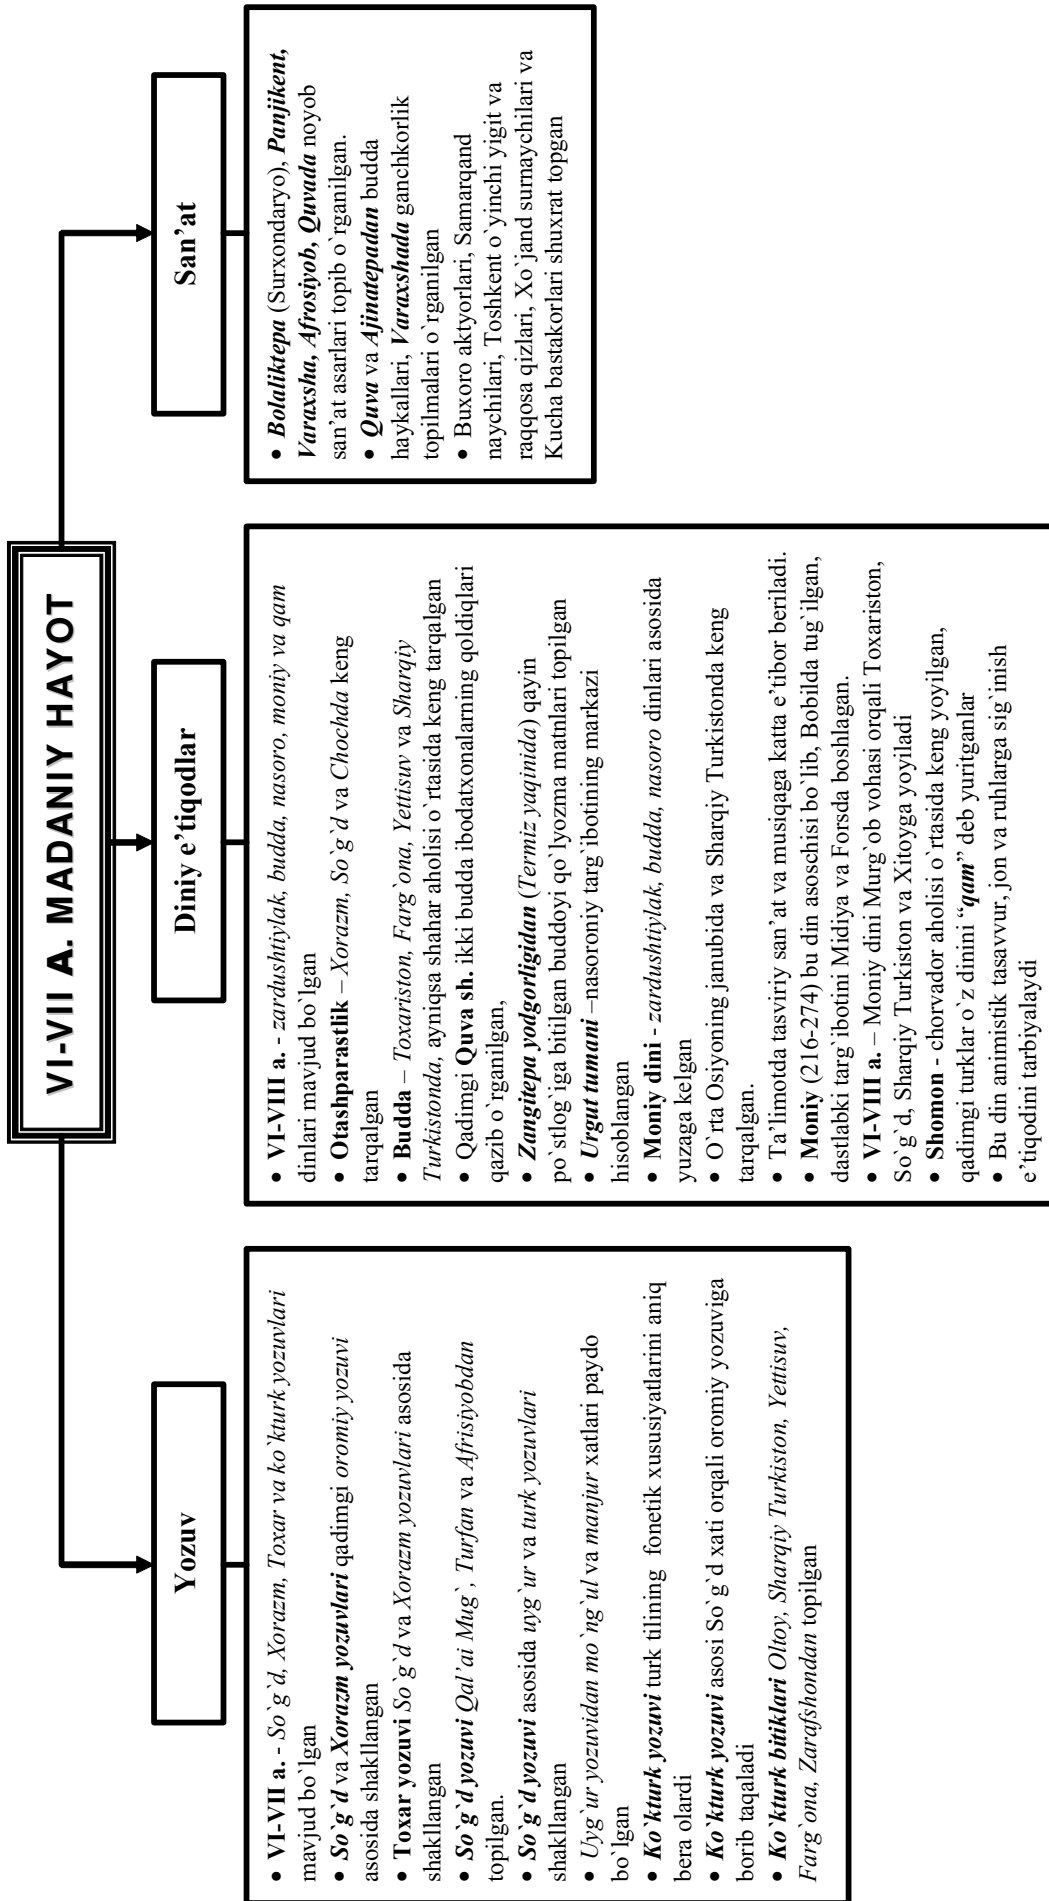 VI-VII A. MADANIY HAYOT
Yozuv
• VI-VII a. - So`g`d, Xorazm, Toxar va ko`kturk yozuvlari
mavjud bo`lgan
• So`g`d va Xorazm yozuvlari qadimgi oromiy yozuvi
asosida shakllangan
• Toxar yozuvi So`g`d va Xorazm yozuvlari asosida
shakllangan
• So`g`d yozuvi Qal'ai Mug`, Turfan va Afrisiyobdan
topilgan.
• So`g`d yozuvi asosida uyg`ur va turk yozuvlari
shakllangan
• Uyg`ur yozuvidan mo`ng`ul va manjur xatlari paydo
bo`lgan
• Ko`kturk yozuvi turk tilining fonetik xususiyatlarini aniq
bera olardi
• Ko`kturk yozuvi asosi So`g`d xati orqali oromiy yozuviga
borib taqaladi
• Ko`kturk bitiklari Oltoy, Sharqiy Turkiston, Yettisuv,
Farg`ona, Zarafshondan topilgan
Diniy e'tiqodlar
• VI-VIII a. - zardushtiylak, budda, nasoro, moniy va qam
dinlari mavjud bo`lgan
• Otashparastlik – Xorazm, So`g`d va Chochda keng
tarqalgan
• Budda – Toxariston, Farg`ona, Yettisuv va Sharqiy
Turkistonda, ayniqsa shahar aholisi o`rtasida keng tarqalgan
• Qadimgi Quva sh. ikki budda ibodatxonalarning qoldiqlari
qazib o`rganilgan,
• Zangitepa yodgorligidan (Termiz yaqinida) qayin
po`stlog`iga bitilgan buddoyi qo`lyozma matnlari topilgan
• Urgut tumani –nasoroniy targ`ibotining markazi
hisoblangan
• Moniy dini - zardushtiylak, budda, nasoro dinlari asosida
yuzaga kelgan
• O`rta Osiyoning janubida va Sharqiy Turkistonda keng
tarqalgan.
• Ta'limotda tasviriy san'at va musiqaga katta e'tibor beriladi.
• Moniy (216-274) bu din asoschisi bo`lib, Bobilda tug`ilgan,
dastlabki targ`ibotini Midiya va Forsda boshlagan.
• VI-VIII a. – Moniy dini Murg`ob vohasi orqali Toxariston,
So`g`d, Sharqiy Turkiston va Xitoyga yoyiladi
• Shomon - chorvador aholisi o`rtasida keng yoyilgan,
qadimgi turklar o`z dinini “qam” deb yuritganlar
• Bu din animistik tasavvur, jon va ruhlarga sig`inish
e'tiqodini tarbiyalaydi
San'at
• Bolaliktepa (Surxondaryo), Panjikent,
Varaxsha, Afrosiyob, Quvada noyob
san'at asarlari topib o`rganilgan.
• Quva va Ajinatepadan budda
haykallari, Varaxshada ganchkorlik
topilmalari o`rganilgan
• Buxoro aktyorlari, Samarqand
naychilari, Toshkent o`yinchi yigit va
raqqosa qizlari, Xo`jand surnaychilari va
Kucha bastakorlari shuxrat topgan